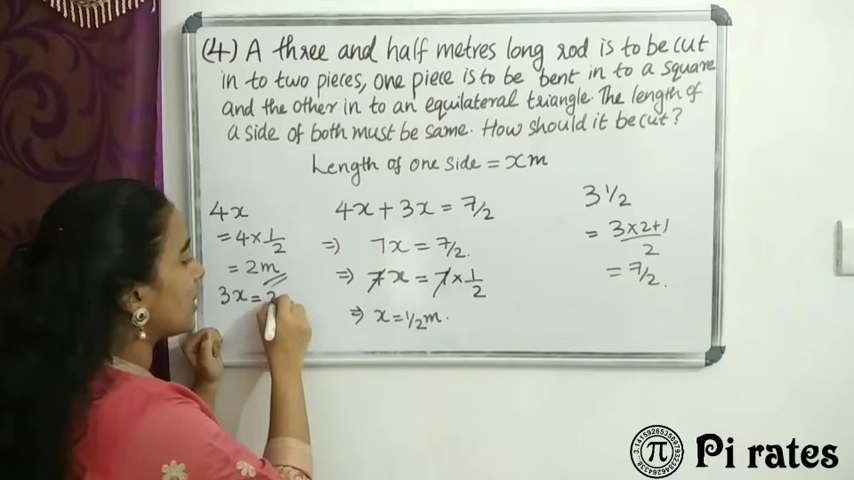 (4) A three and half metres long rod is to be cut
in to two pieces, one piece is to be bent in to a square
and the other in to an equilateral triangle. The length of
a side of both must be same. How should it be cut?
Length of one side = x m
4x
= 4 × 1/2
= 2m
3x = 3
4x + 3x = 7/2
=) 7x = 7/2.
=) 7x = 7 × 1/2
=) x = 1/2 m.
3 1/2
= 3×2+1/2
= 7/2.
π
Pi rates